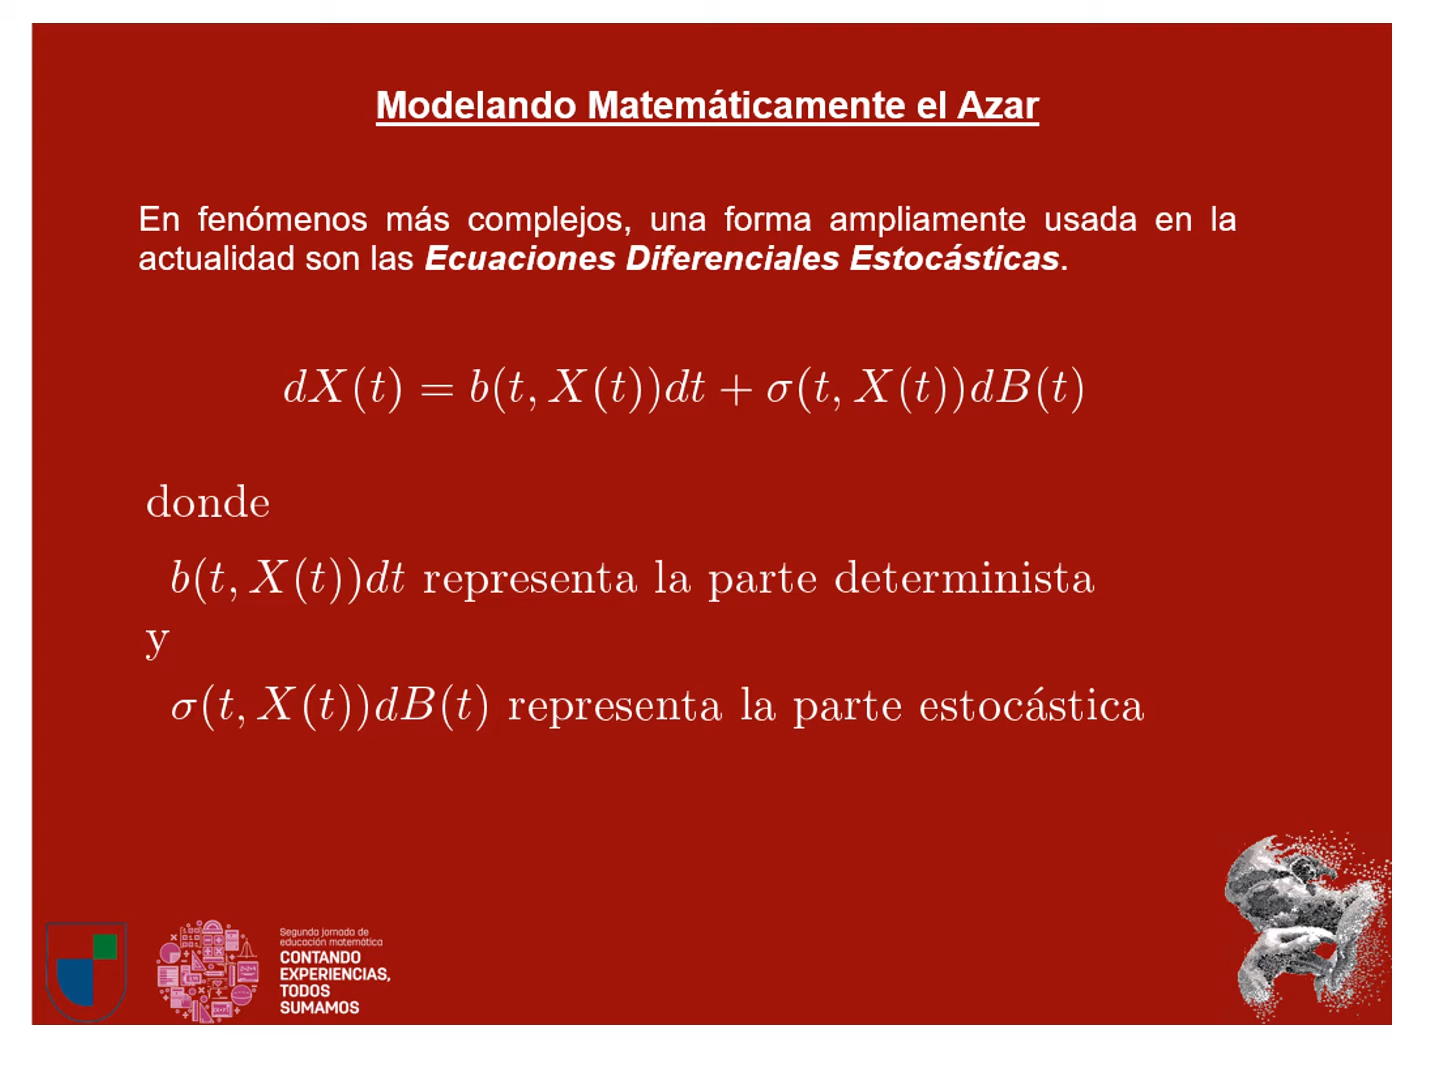 Modelando Matemáticamente el Azar
En fenómenos más complejos, una forma ampliamente usada en la
actualidad son las Ecuaciones Diferenciales Estocásticas.
dX(t) = b(t, X(t))dt + σ(t, X(t))dB(t)
donde
b(t, X(t))dt representa la parte determinista
y
σ(t, X(t))dB(t) representa la parte estocástica
Segunda jornada de
educación matemática
CONTANDO
EXPERIENCIAS,
TODOS
SUMAMOS